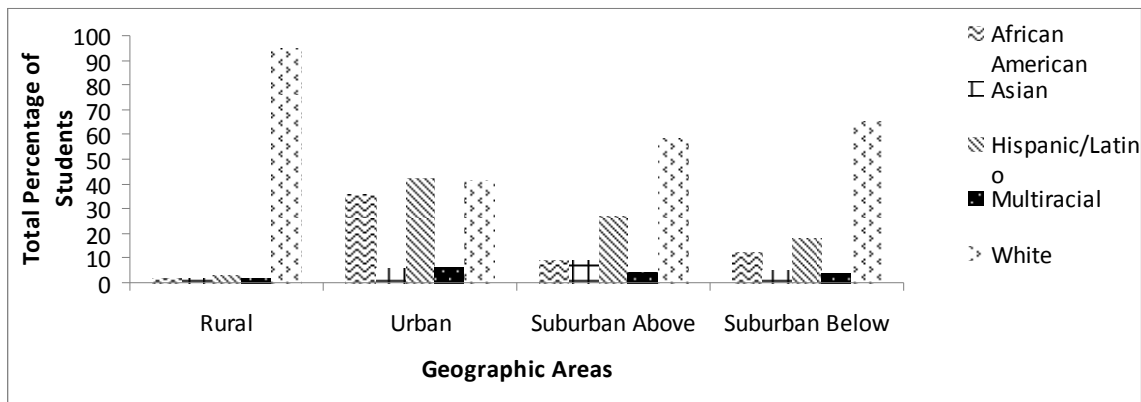 100
90
80
70
60
50
40
30
20
10
0
Total Percentage of
Students
Rural
Urban
Suburban Above
Suburban Below
Geographic Areas
African
American
Asian
Hispanic/Latin
o
Multiracial
White